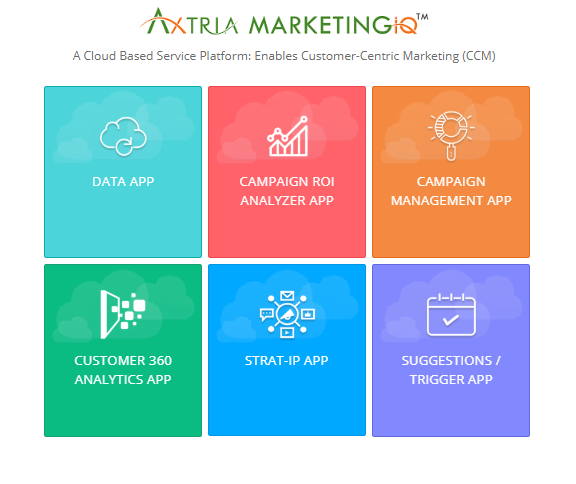 AXTRIA MARKETINGIQ™
A Cloud Based Service Platform: Enables Customer-Centric Marketing (CCM)
DATA APP
CAMPAIGN ROI
ANALYZER APP
CAMPAIGN
MANAGEMENT APP
CUSTOMER 360
ANALYTICS APP
STRAT-IP APP
SUGGESTIONS /
TRIGGER APP